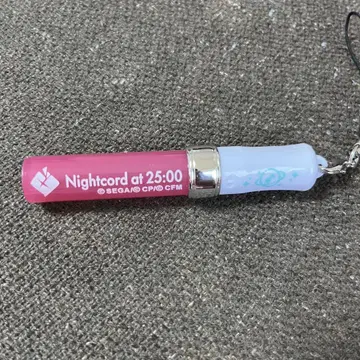 Nightcord at 25:00
© SEGA/© CP/© CFM